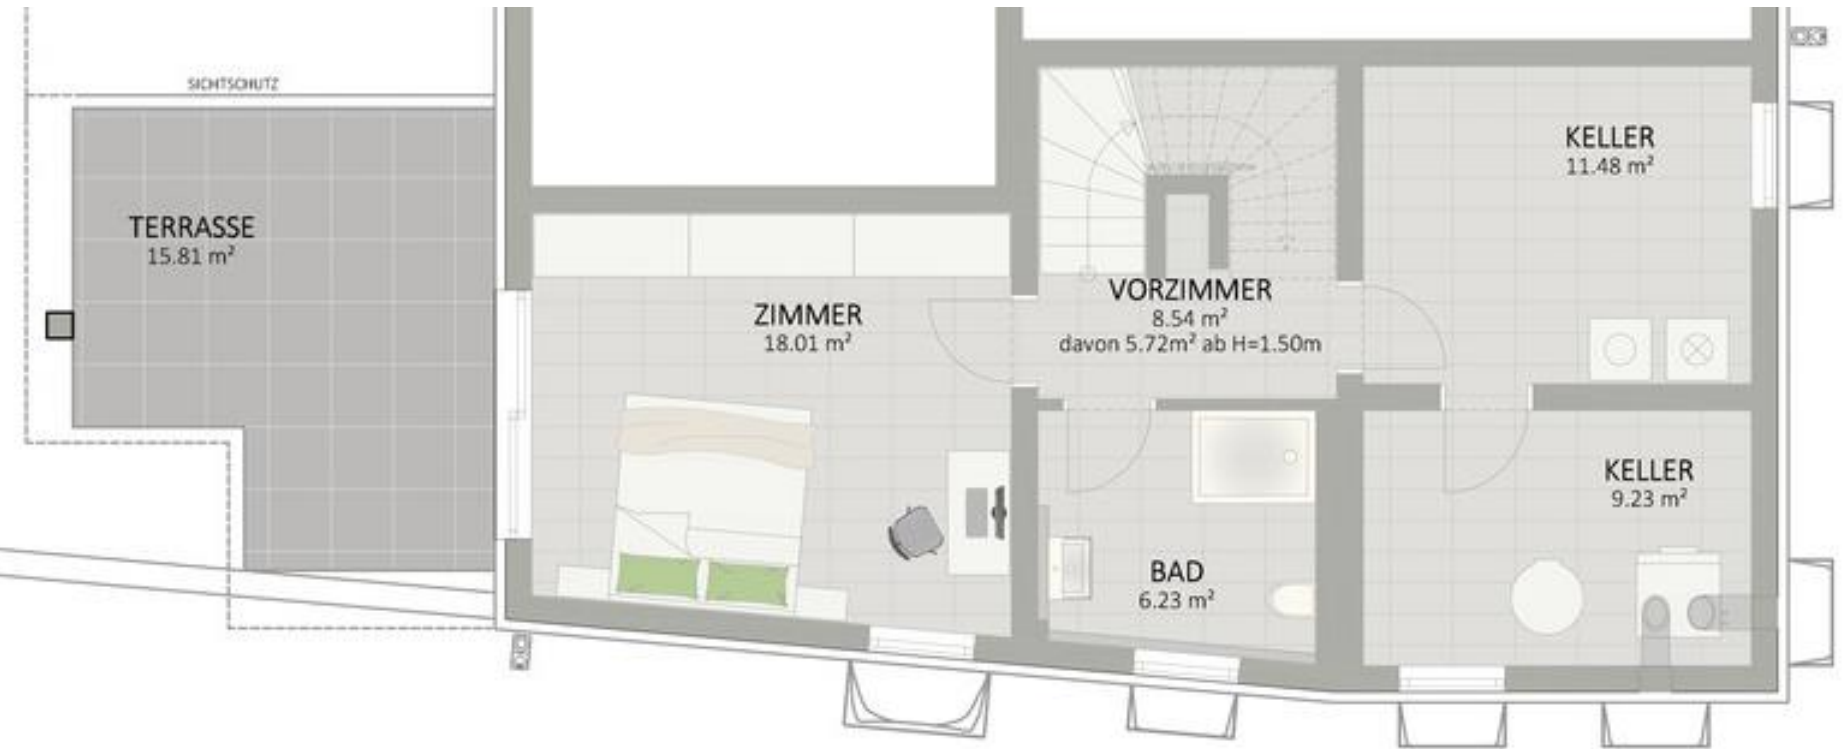 SICHTSCHUTZ
TERRASSE
15.81 m²
ZIMMER
18.01 m²
VORZIMMER
8.54 m²
davon 5.72m² ab H=1.50m
KELLER
11.48 m²
KELLER
9.23 m²
BAD
6.23 m²